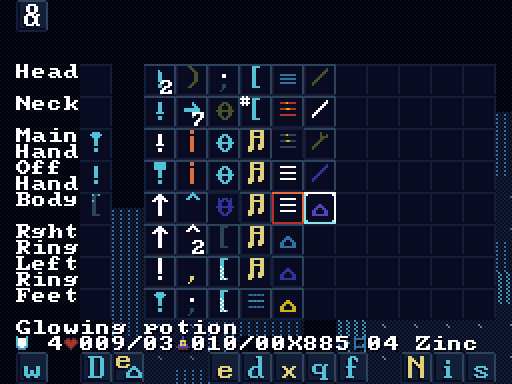 &
Head
Neck
Main Hand
Off Hand
Body
Rght Ring
Left Ring
Feet
Glowing potion
4 009/03 010/00X885 04 Zinc
w D e e d x q f N i s